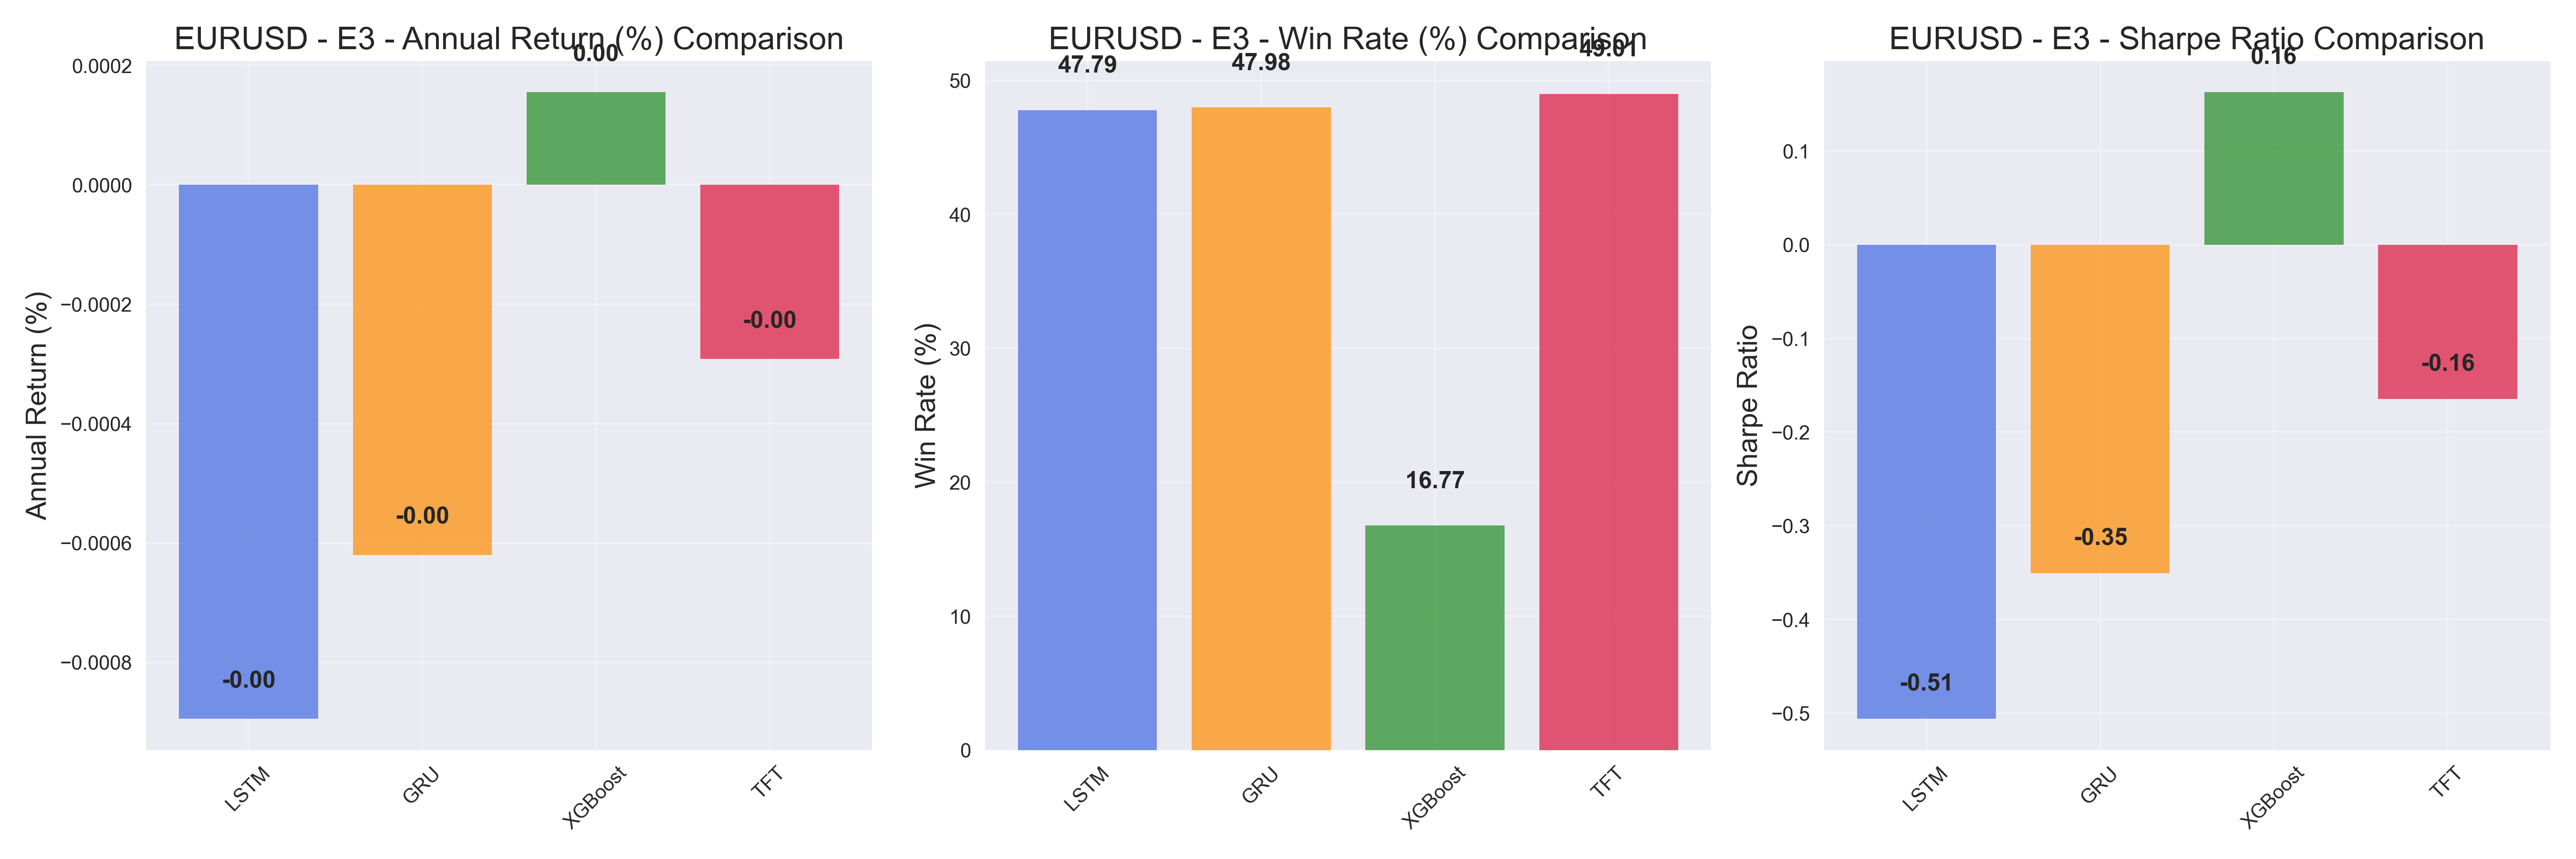 EURUSD - E3 - Annual Return (%) Comparison
0.00
0.0002
0.0000
−0.0002
−0.0004
−0.0006
−0.0008
Annual Return (%)
-0.00
-0.00
-0.00
LSTM
GRU
XGBoost
TFT
EURUSD - E3 - Win Rate (%) Comparison
47.79
47.98
49.01
50
40
30
20
10
0
Win Rate (%)
16.77
LSTM
GRU
XGBoost
TFT
EURUSD - E3 - Sharpe Ratio Comparison
0.16
0.1
0.0
−0.1
−0.2
−0.3
−0.4
−0.5
Sharpe Ratio
-0.51
-0.35
-0.16
LSTM
GRU
XGBoost
TFT